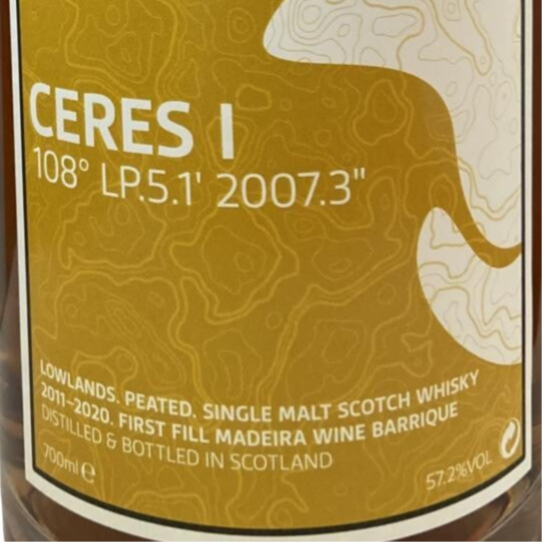 CERES I
108° LP.5.1' 2007.3"
LOWLANDS. PEATED. SINGLE MALT SCOTCH WHISKY
2011-2020. FIRST FILL MADEIRA WINE BARRIQUE
DISTILLED & BOTTLED IN SCOTLAND
700ml ℮
57.2%VOL